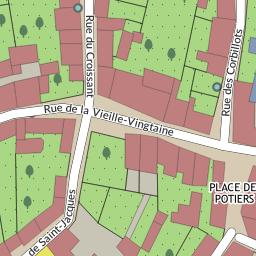 Rue du Croissant
Rue des Corbillots
Rue de la Vieille-Vingtaine
PLACE DE
POTIERS
de Saint-Jacques